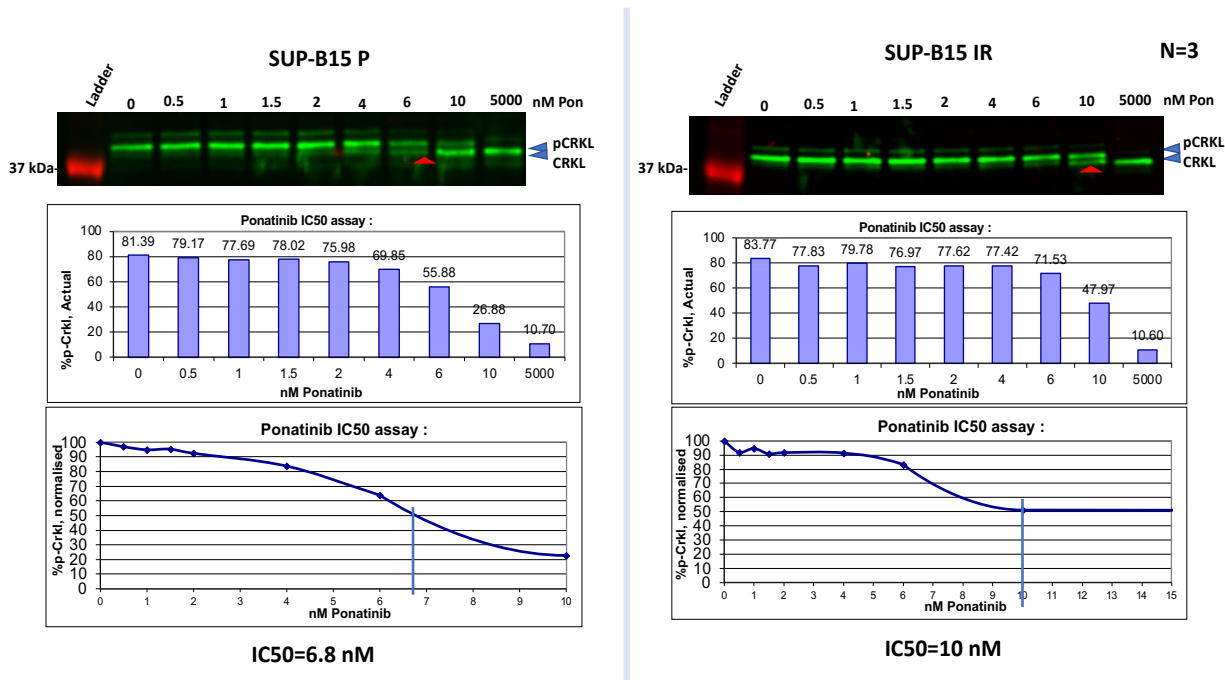 SUP-B15 P
Ladder
0 0.5 1 1.5 2 4 6 10 5000 nM Pon
pCRKL
CRKL
37 kDa-
Ponatinib IC50 assay :
%p-Crkl, Actual
100
80
60
40
20
0
81.39 79.17 77.69 78.02 75.98 69.85 55.88 26.88 10.70
0 0.5 1 1.5 2 4 6 10 5000
nM Ponatinib
Ponatinib IC50 assay :
%p-Crkl, normalised
100
90
80
70
60
50
40
30
20
10
0
0 1 2 3 4 5 6 7 8 9 10
nM Ponatinib
IC50=6.8 nM
SUP-B15 IR
N=3
Ladder
0 0.5 1 1.5 2 4 6 10 5000 nM Pon
pCRKL
CRKL
37 kDa-
Ponatinib IC50 assay :
%p-Crkl, Actual
100
80
60
40
20
0
83.77 77.83 79.78 76.97 77.62 77.42 71.53 47.97 10.60
0 0.5 1 1.5 2 4 6 10 5000
nM Ponatinib
Ponatinib IC50 assay :
%p-Crkl, normalised
100
90
80
70
60
50
40
30
20
10
0
0 1 2 3 4 5 6 7 8 9 10 11 12 13 14 15
nM Ponatinib
IC50=10 nM